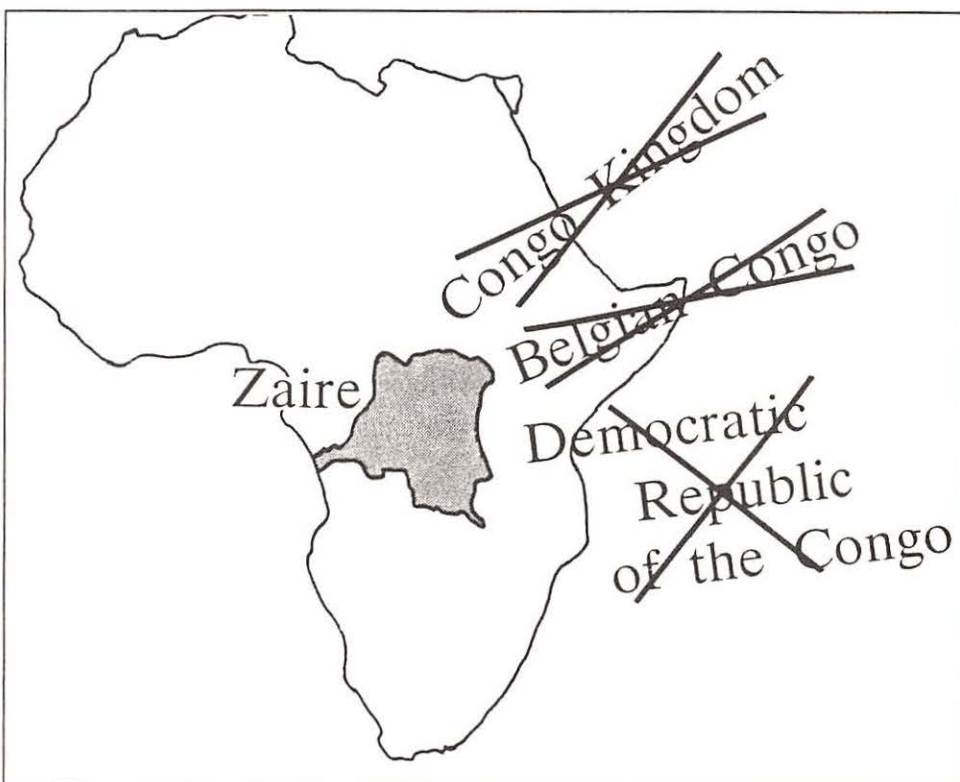 Congo Kingdom
Belgian Congo
Zaire
Democratic
Republic
of the Congo